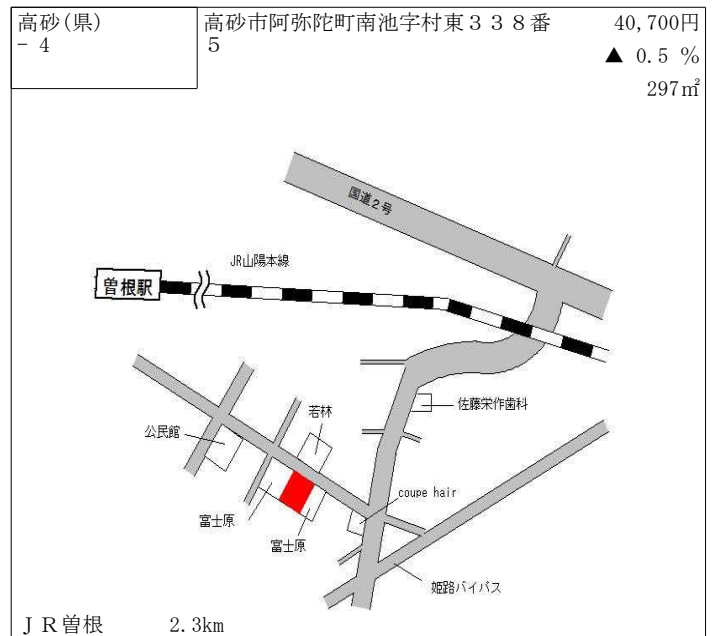 高砂(県)
- 4
高砂市阿弥陀町南池字村東３３８番
5
40,700円
▲ 0.5 %
297㎡
国道2号
JR山陽本線
曽根駅
佐藤栄作歯科
若林
公民館
coupe hair
富士原
富士原
姫路バイパス
ＪＲ曽根 2.3km